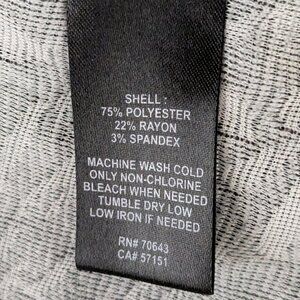 SHELL :
75% POLYESTER
22% RAYON
3% SPANDEX
MACHINE WASH COLD
ONLY NON-CHLORINE
BLEACH WHEN NEEDED
TUMBLE DRY LOW
LOW IRON IF NEEDED
RN# 70643
CA# 57151